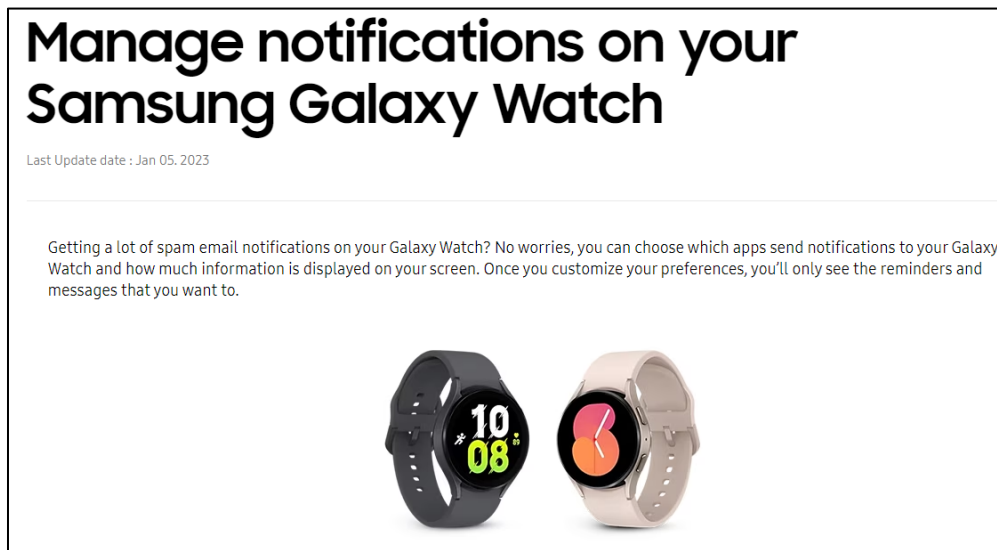 Manage notifications on your
Samsung Galaxy Watch
Last Update date : Jan 05. 2023
Getting a lot of spam email notifications on your Galaxy Watch? No worries, you can choose which apps send notifications to your Galaxy
Watch and how much information is displayed on your screen. Once you customize your preferences, you'll only see the reminders and
messages that you want to.
10
08
89